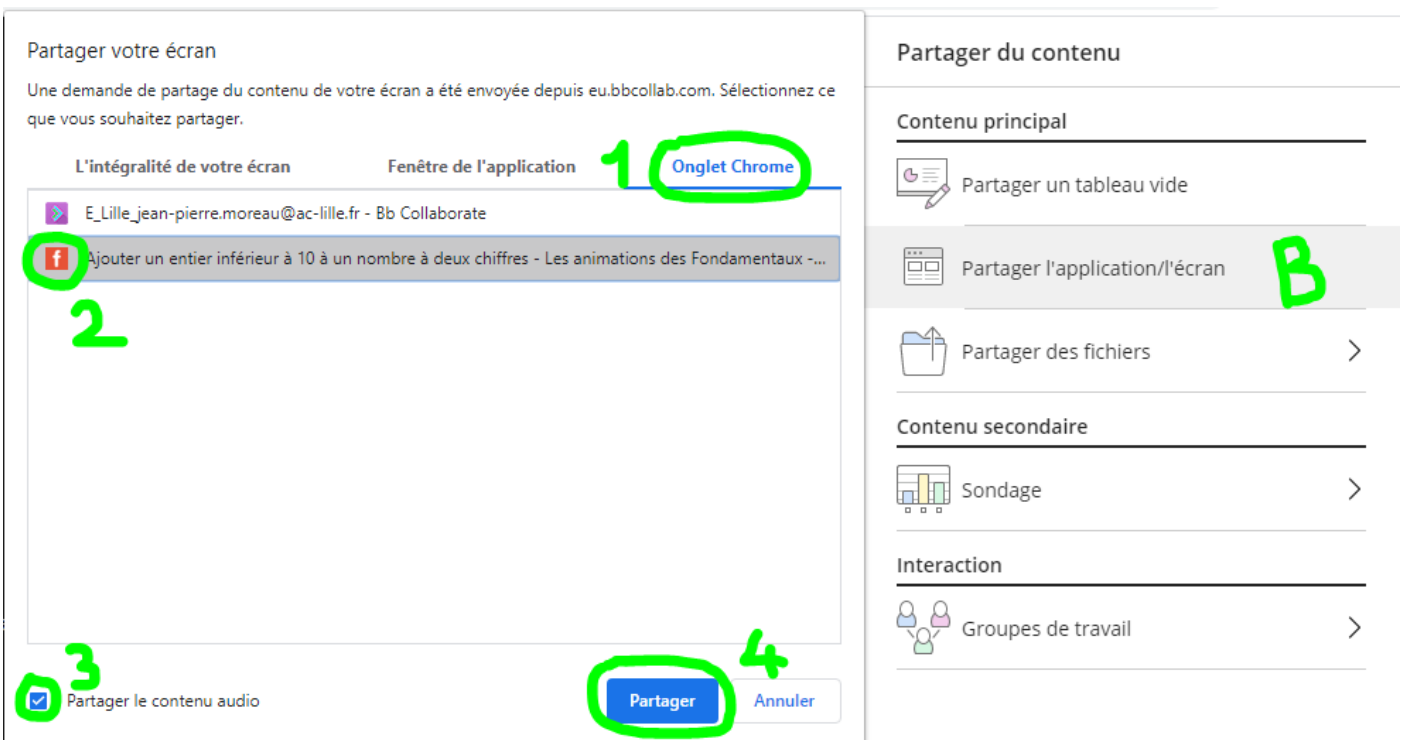 Partager votre écran
Une demande de partage du contenu de votre écran a été envoyée depuis eu.bbcollab.com. Sélectionnez ce
que vous souhaitez partager.
L'intégralité de votre écran
Fenêtre de l'application
1
Onglet Chrome
E_Lille_jean-pierre.moreau@ac-lille.fr - Bb Collaborate
f
Ajouter un entier inférieur à 10 à un nombre à deux chiffres - Les animations des Fondamentaux -...
2
3
Partager le contenu audio
4
Partager
Annuler
Partager du contenu
Contenu principal
Partager un tableau vide
Partager l'application/l'écran
B
Partager des fichiers
Contenu secondaire
Sondage
Interaction
Groupes de travail